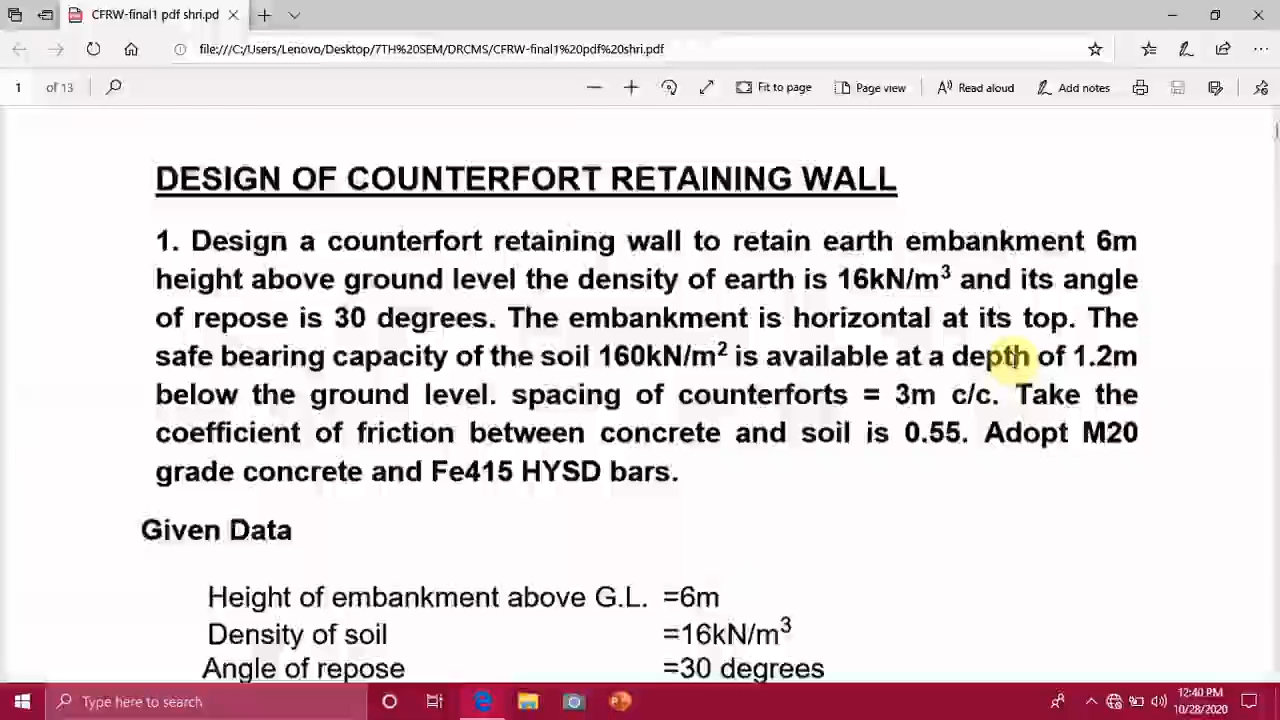 CFRW-final1 pdf shri.pd
file:///C:/Users/Lenovo/Desktop/7TH%20SEM/DRCMS/CFRW-final1%20pdf%20shri.pdf
1 of 13 Fit to page Page view Read aloud Add notes
DESIGN OF COUNTERFORT RETAINING WALL
1. Design a counterfort retaining wall to retain earth embankment 6m
height above ground level the density of earth is 16kN/m³ and its angle
of repose is 30 degrees. The embankment is horizontal at its top. The
safe bearing capacity of the soil 160kN/m² is available at a depth of 1.2m
below the ground level. spacing of counterforts = 3m c/c. Take the
coefficient of friction between concrete and soil is 0.55. Adopt M20
grade concrete and Fe415 HYSD bars.
Given Data
Height of embankment above G.L. =6m
Density of soil =16kN/m³
Angle of repose =30 degrees
Type here to search
12:40 PM
10/28/2020